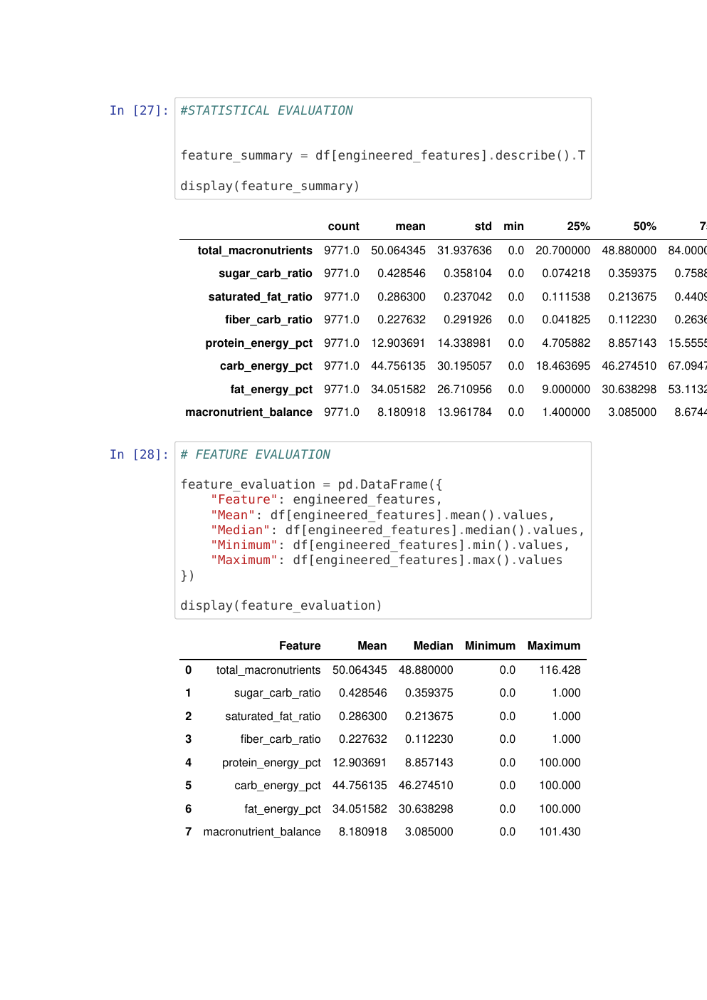 In [27]: #STATISTICAL EVALUATION
feature_summary = df[engineered_features].describe().T
display(feature_summary)
count mean std min 25% 50%
total_macronutrients 9771.0 50.064345 31.937636 0.0 20.700000 48.880000 84.0000
sugar_carb_ratio 9771.0 0.428546 0.358104 0.0 0.074218 0.359375 0.7588
saturated_fat_ratio 9771.0 0.286300 0.237042 0.0 0.111538 0.213675 0.4409
fiber_carb_ratio 9771.0 0.227632 0.291926 0.0 0.041825 0.112230 0.2636
protein_energy_pct 9771.0 12.903691 14.338981 0.0 4.705882 8.857143 15.5555
carb_energy_pct 9771.0 44.756135 30.195057 0.0 18.463695 46.274510 67.0947
fat_energy_pct 9771.0 34.051582 26.710956 0.0 9.000000 30.638298 53.1132
macronutrient_balance 9771.0 8.180918 13.961784 0.0 1.400000 3.085000 8.6744
In [28]: # FEATURE EVALUATION
feature_evaluation = pd.DataFrame({
"Feature": engineered_features,
"Mean": df[engineered_features].mean().values,
"Median": df[engineered_features].median().values,
"Minimum": df[engineered_features].min().values,
"Maximum": df[engineered_features].max().values
})
display(feature_evaluation)
Feature Mean Median Minimum Maximum
0 total_macronutrients 50.064345 48.880000 0.0 116.428
1 sugar_carb_ratio 0.428546 0.359375 0.0 1.000
2 saturated_fat_ratio 0.286300 0.213675 0.0 1.000
3 fiber_carb_ratio 0.227632 0.112230 0.0 1.000
4 protein_energy_pct 12.903691 8.857143 0.0 100.000
5 carb_energy_pct 44.756135 46.274510 0.0 100.000
6 fat_energy_pct 34.051582 30.638298 0.0 100.000
7 macronutrient_balance 8.180918 3.085000 0.0 101.430